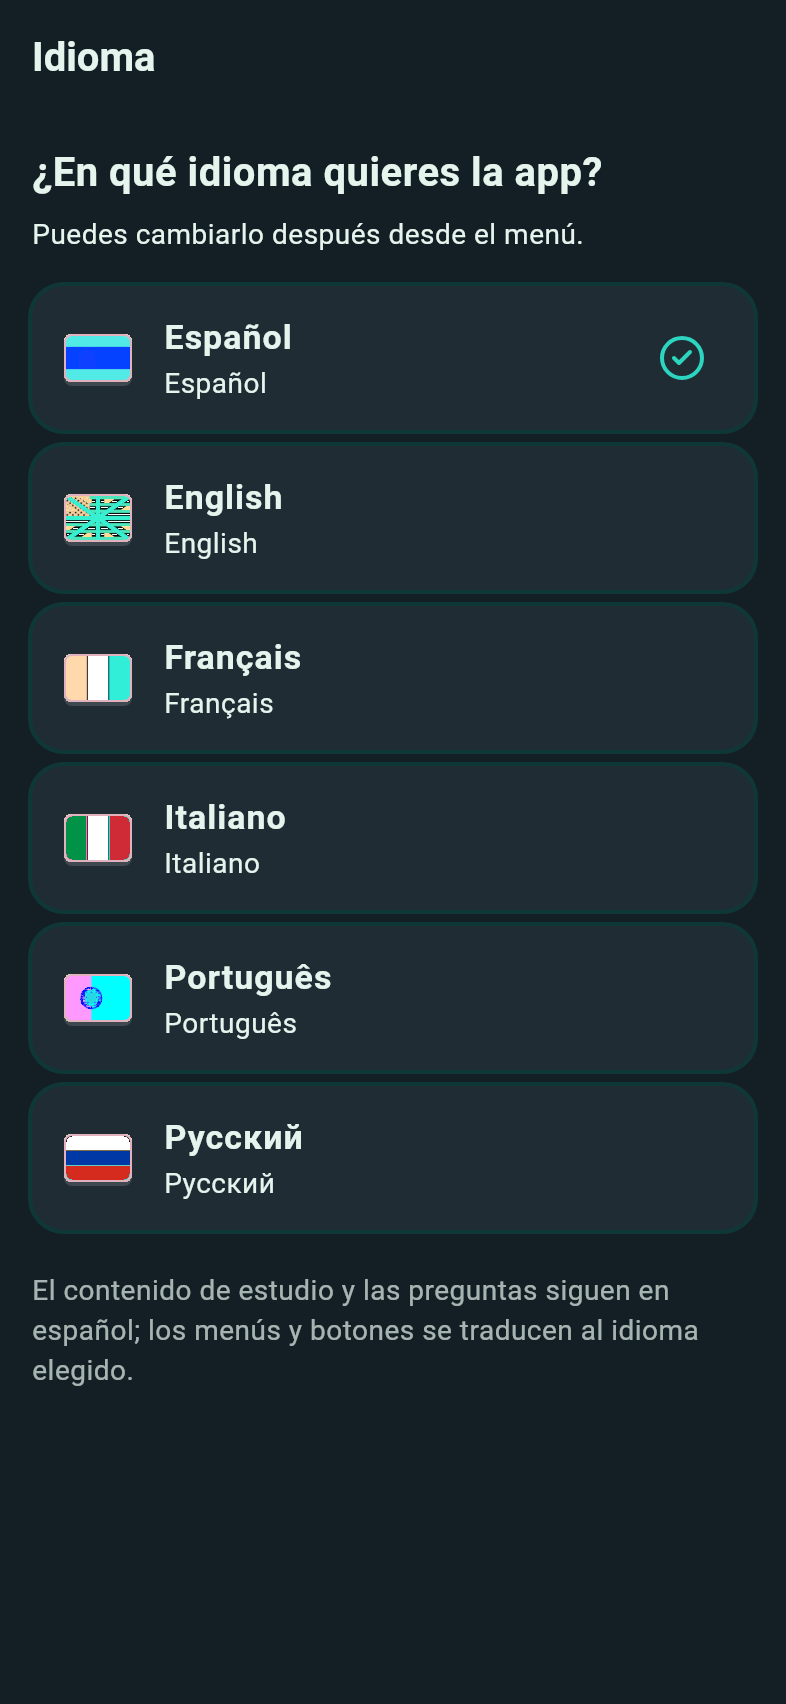 Idioma
¿En qué idioma quieres la app?
Puedes cambiarlo después desde el menú.
Español
Español
English
English
Français
Français
Italiano
Italiano
Português
Português
Русский
Русский
El contenido de estudio y las preguntas siguen en
español; los menús y botones se traducen al idioma
elegido.